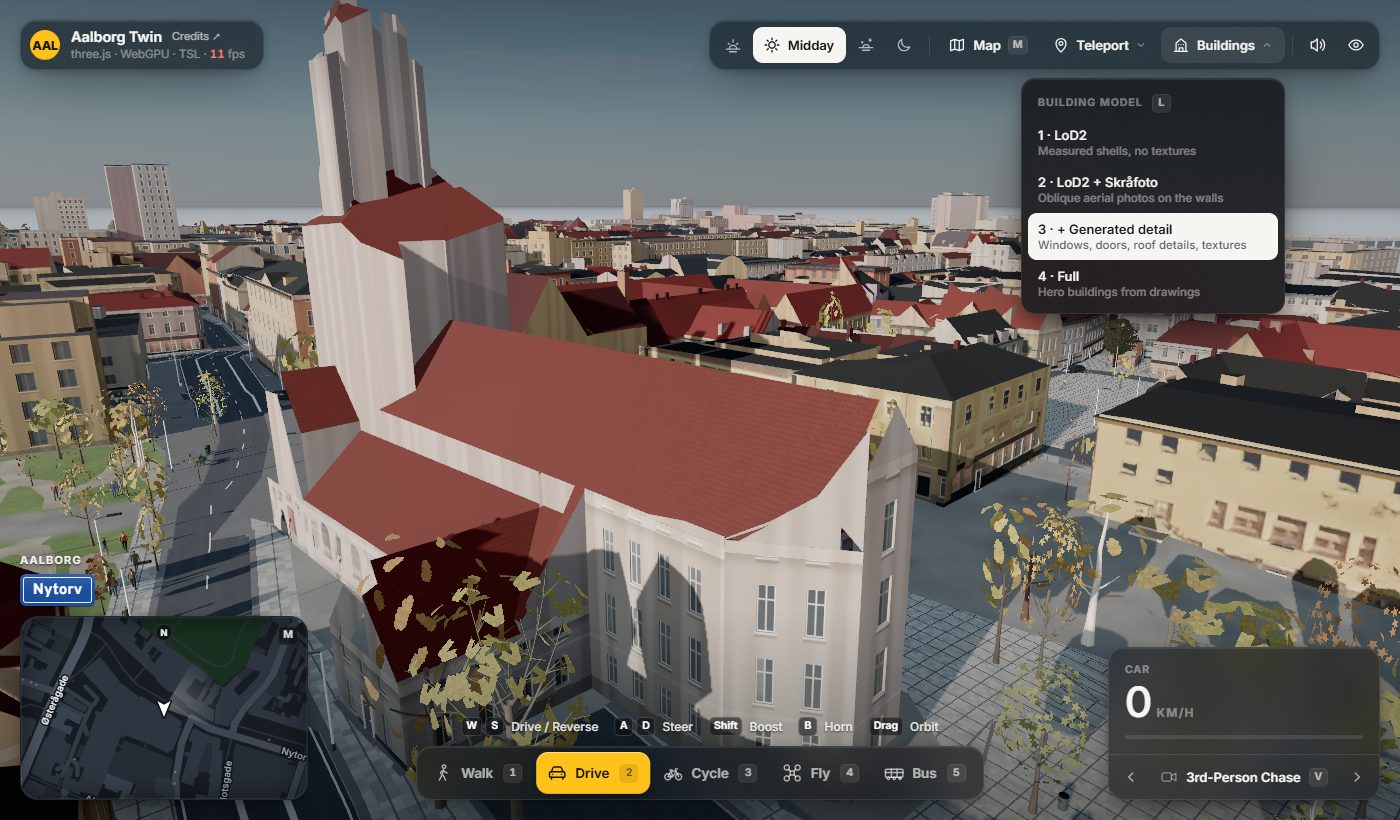 AAL
Aalborg Twin Credits ↗
three.js · WebGPU · TSL · 11 fps
Midday
Map M
Teleport
Buildings
BUILDING MODEL L
1 · LoD2
Measured shells, no textures
2 · LoD2 + Skråfoto
Oblique aerial photos on the walls
3 · + Generated detail
Windows, doors, roof details, textures
4 · Full
Hero buildings from drawings
AALBORG
Nytorv
N
M
Østerågade
Nytor
W S Drive / Reverse A D Steer Shift Boost B Horn Drag Orbit
Walk 1
Drive 2
Cycle 3
Fly 4
Bus 5
CAR
0 KM/H
3rd-Person Chase V